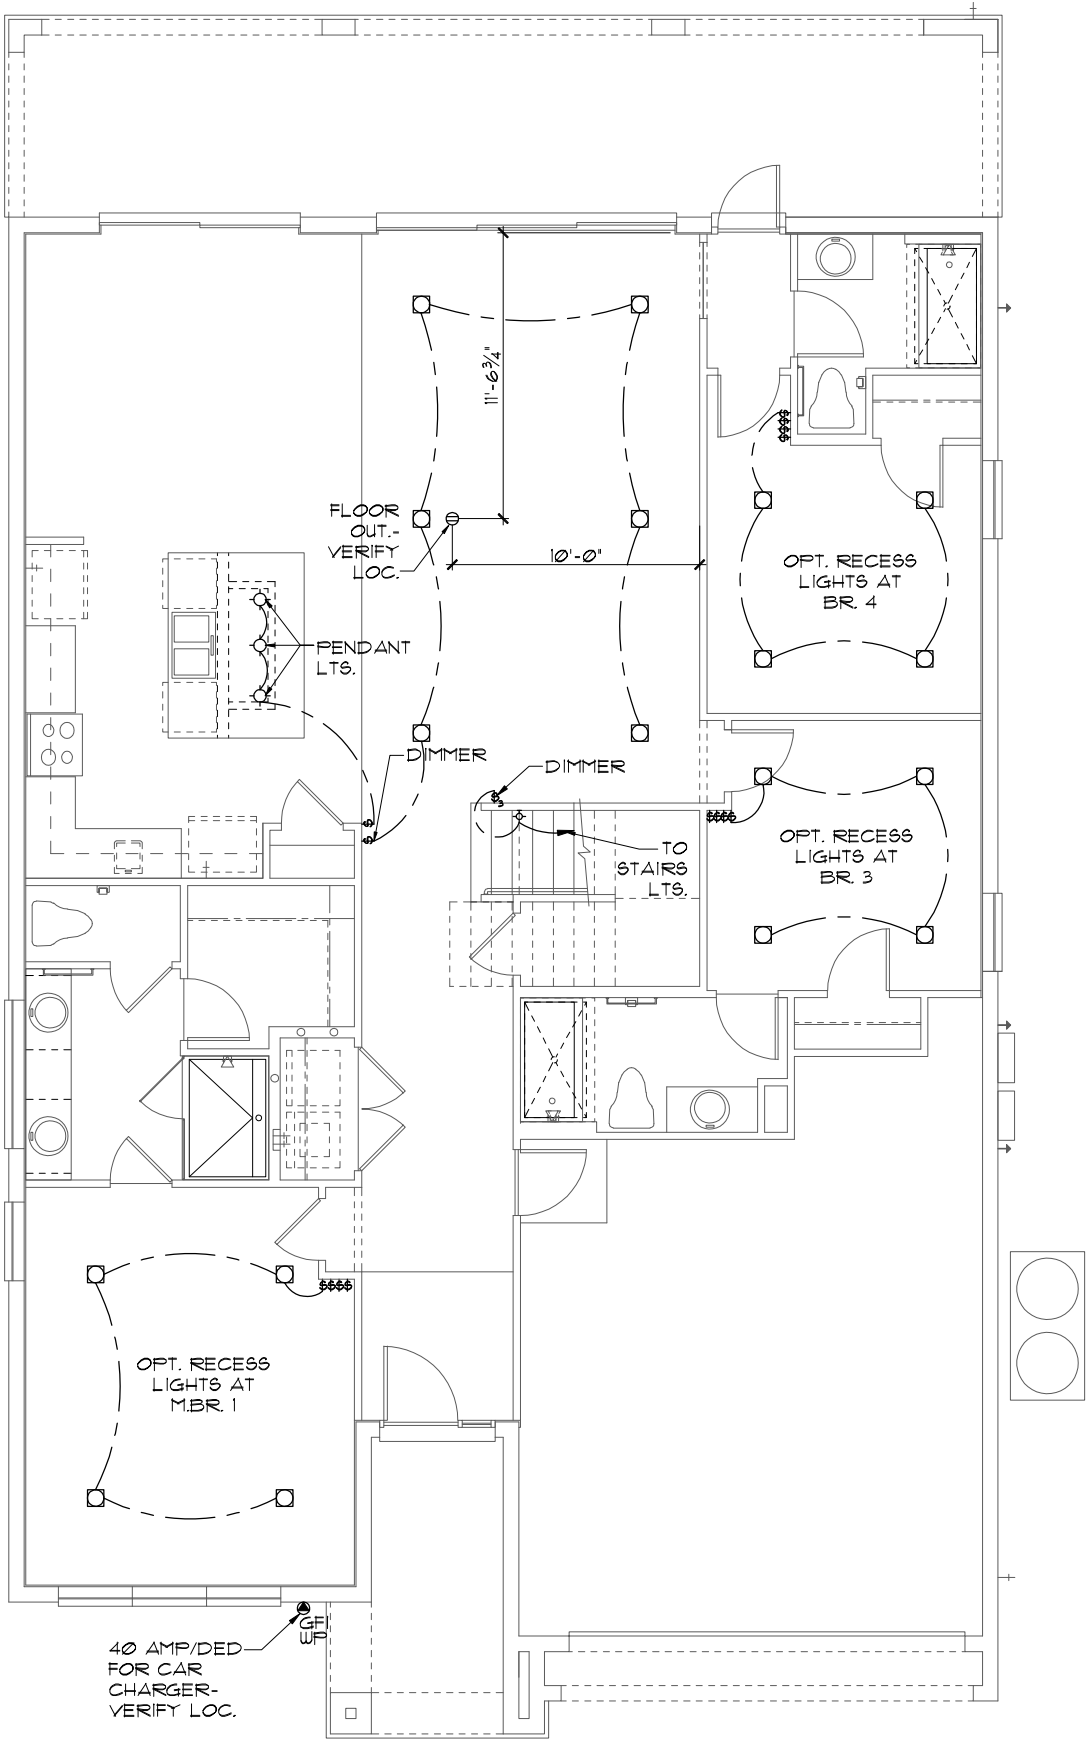 11'-6¾"
$$$$
FLOOR
OUT.-
VERIFY
LOC.
10'-0"
OPT. RECESS
LIGHTS AT
BR. 4
PENDANT
LTS.
DIMMER
DIMMER
$3
$
$
$$$$
OPT. RECESS
LIGHTS AT
BR. 3
TO
STAIRS
LTS.
$$$$
OPT. RECESS
LIGHTS AT
M.BR. 1
GFI
WP
40 AMP/DED
FOR CAR
CHARGER-
VERIFY LOC.